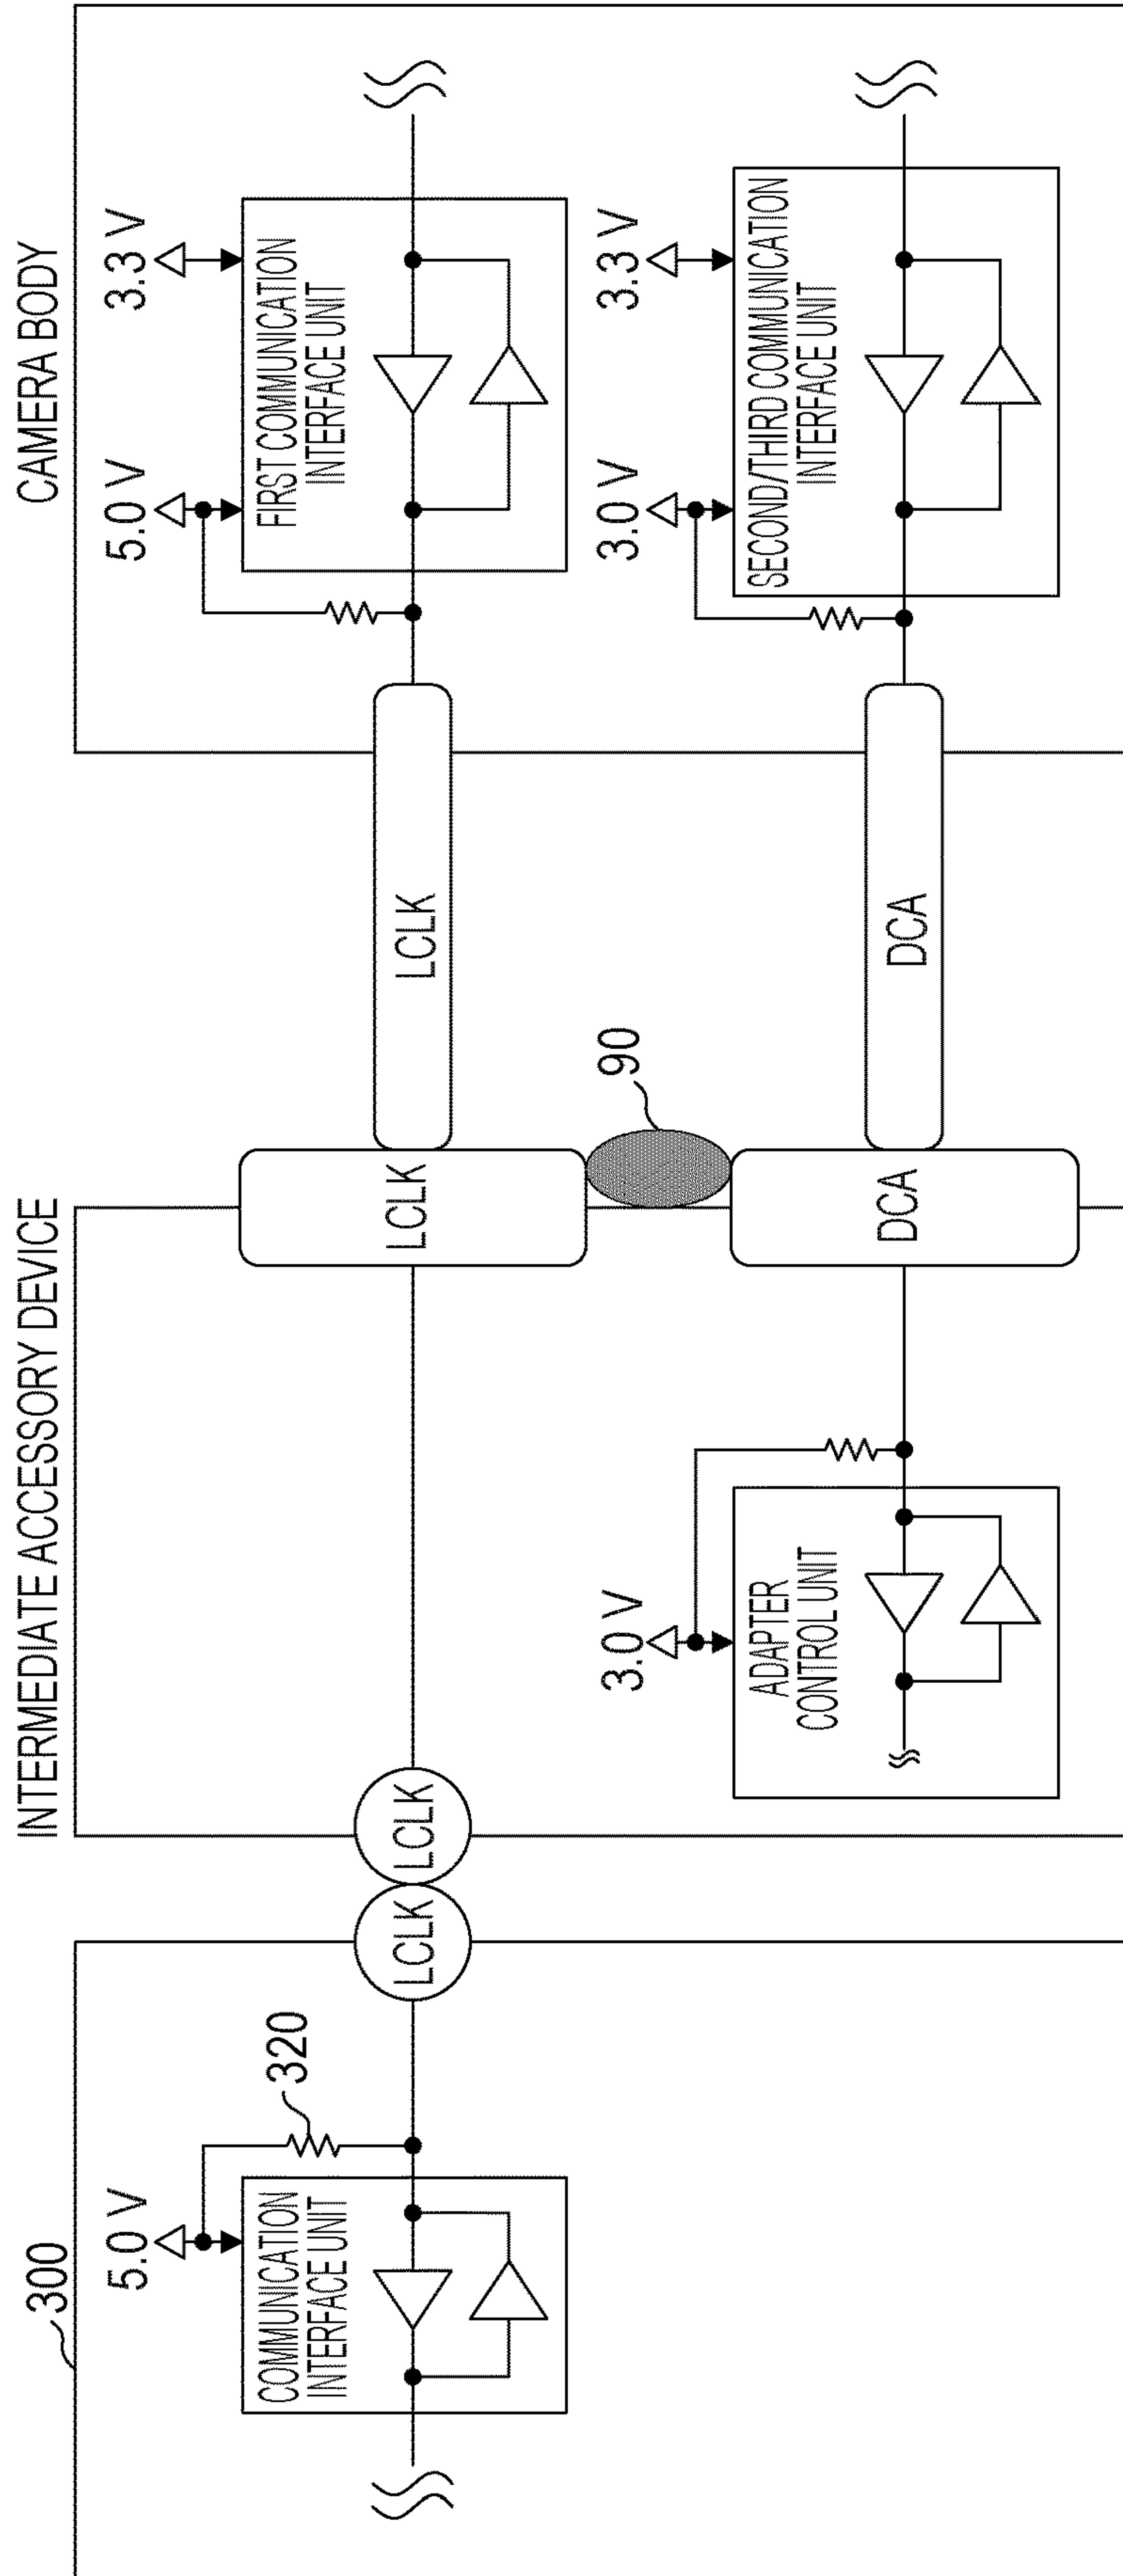 300
5.0 V
COMMUNICATION
INTERFACE UNIT
320
LCLK
INTERMEDIATE ACCESSORY DEVICE
LCLK
3.0 V
ADAPTER
CONTROL UNIT
LCLK
DCA
90
LCLK
DCA
CAMERA BODY
5.0 V
3.3 V
FIRST COMMUNICATION
INTERFACE UNIT
3.0 V
3.3 V
SECOND/THIRD COMMUNICATION
INTERFACE UNIT